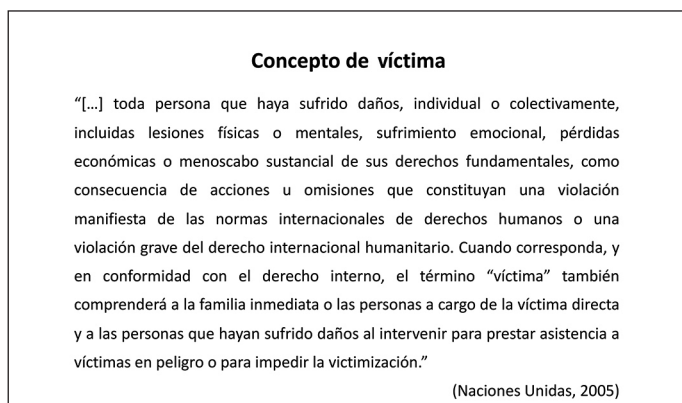 Concepto de víctima
“[…] toda persona que haya sufrido daños, individual o colectivamente,
incluidas lesiones físicas o mentales, sufrimiento emocional, pérdidas
económicas o menoscabo sustancial de sus derechos fundamentales, como
consecuencia de acciones u omisiones que constituyan una violación
manifiesta de las normas internacionales de derechos humanos o una
violación grave del derecho internacional humanitario. Cuando corresponda, y
en conformidad con el derecho interno, el término “víctima” también
comprenderá a la familia inmediata o las personas a cargo de la víctima directa
y a las personas que hayan sufrido daños al intervenir para prestar asistencia a
víctimas en peligro o para impedir la victimización.”
(Naciones Unidas, 2005)